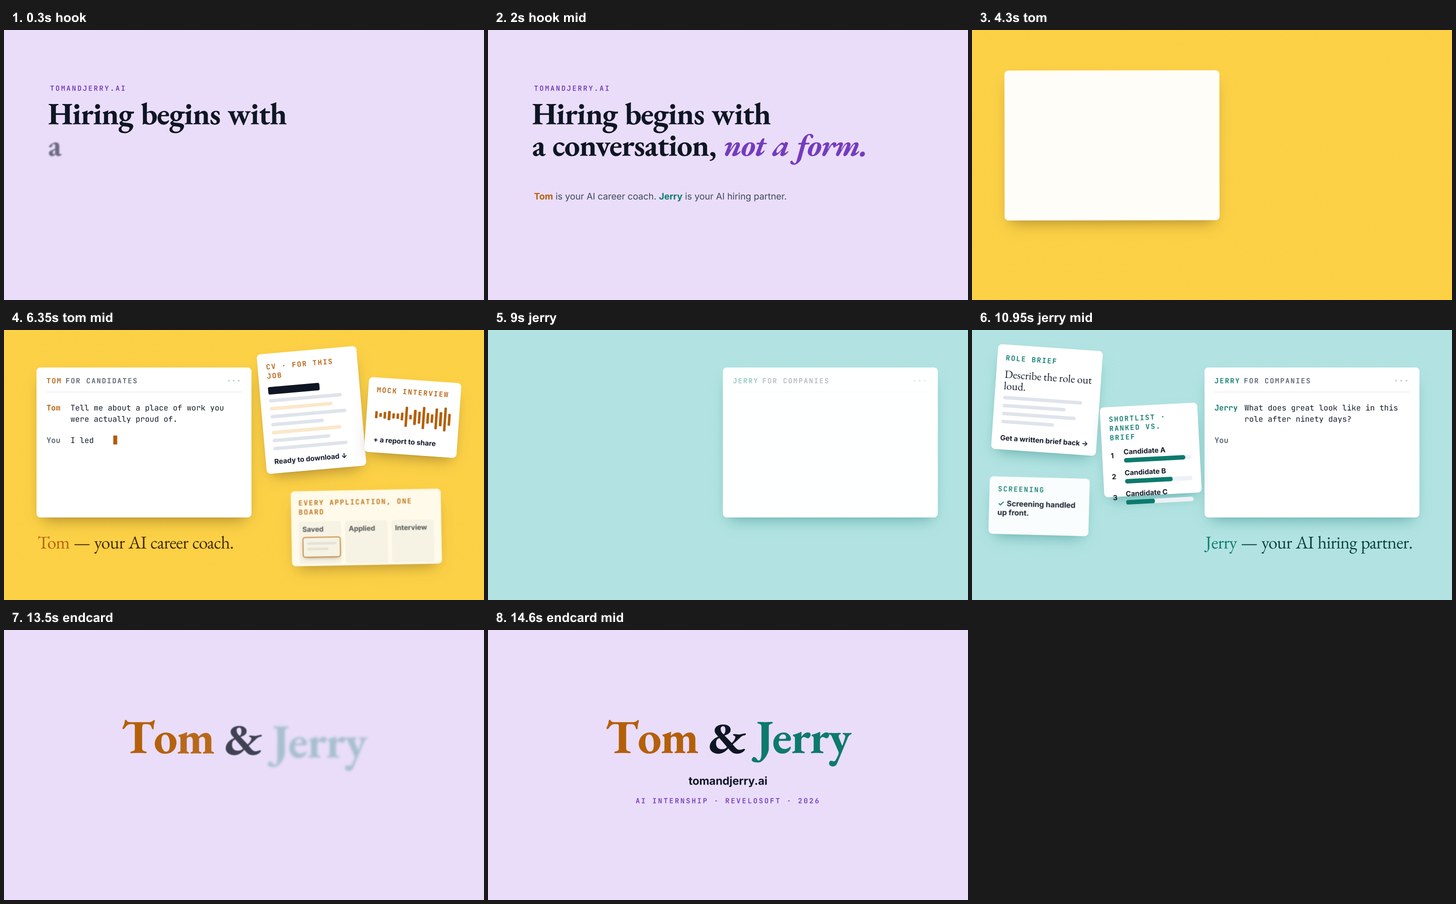 1. 0.3s hook
TOMANDJERRY.AI
Hiring begins with
a
2. 2s hook mid
TOMANDJERRY.AI
Hiring begins with
a conversation, not a form.
Tom is your AI career coach. Jerry is your AI hiring partner.
3. 4.3s tom
4. 6.35s tom mid
TOM FOR CANDIDATES
Tom Tell me about a place of work you
were actually proud of.
You I led
CV · FOR THIS
JOB
Ready to download ↓
MOCK INTERVIEW
+ a report to share
EVERY APPLICATION, ONE
BOARD
Saved Applied Interview
Tom — your AI career coach.
5. 9s jerry
JERRY FOR COMPANIES
6. 10.95s jerry mid
ROLE BRIEF
Describe the role out
loud.
Get a written brief back →
SHORTLIST ·
RANKED VS.
BRIEF
1 Candidate A
2 Candidate B
3 Candidate C
SCREENING
✓ Screening handled
up front.
JERRY FOR COMPANIES
Jerry What does great look like in this
role after ninety days?
You
Jerry — your AI hiring partner.
7. 13.5s endcard
Tom & Jerry
8. 14.6s endcard mid
Tom & Jerry
tomandjerry.ai
AI INTERNSHIP · REVELOSOFT · 2026